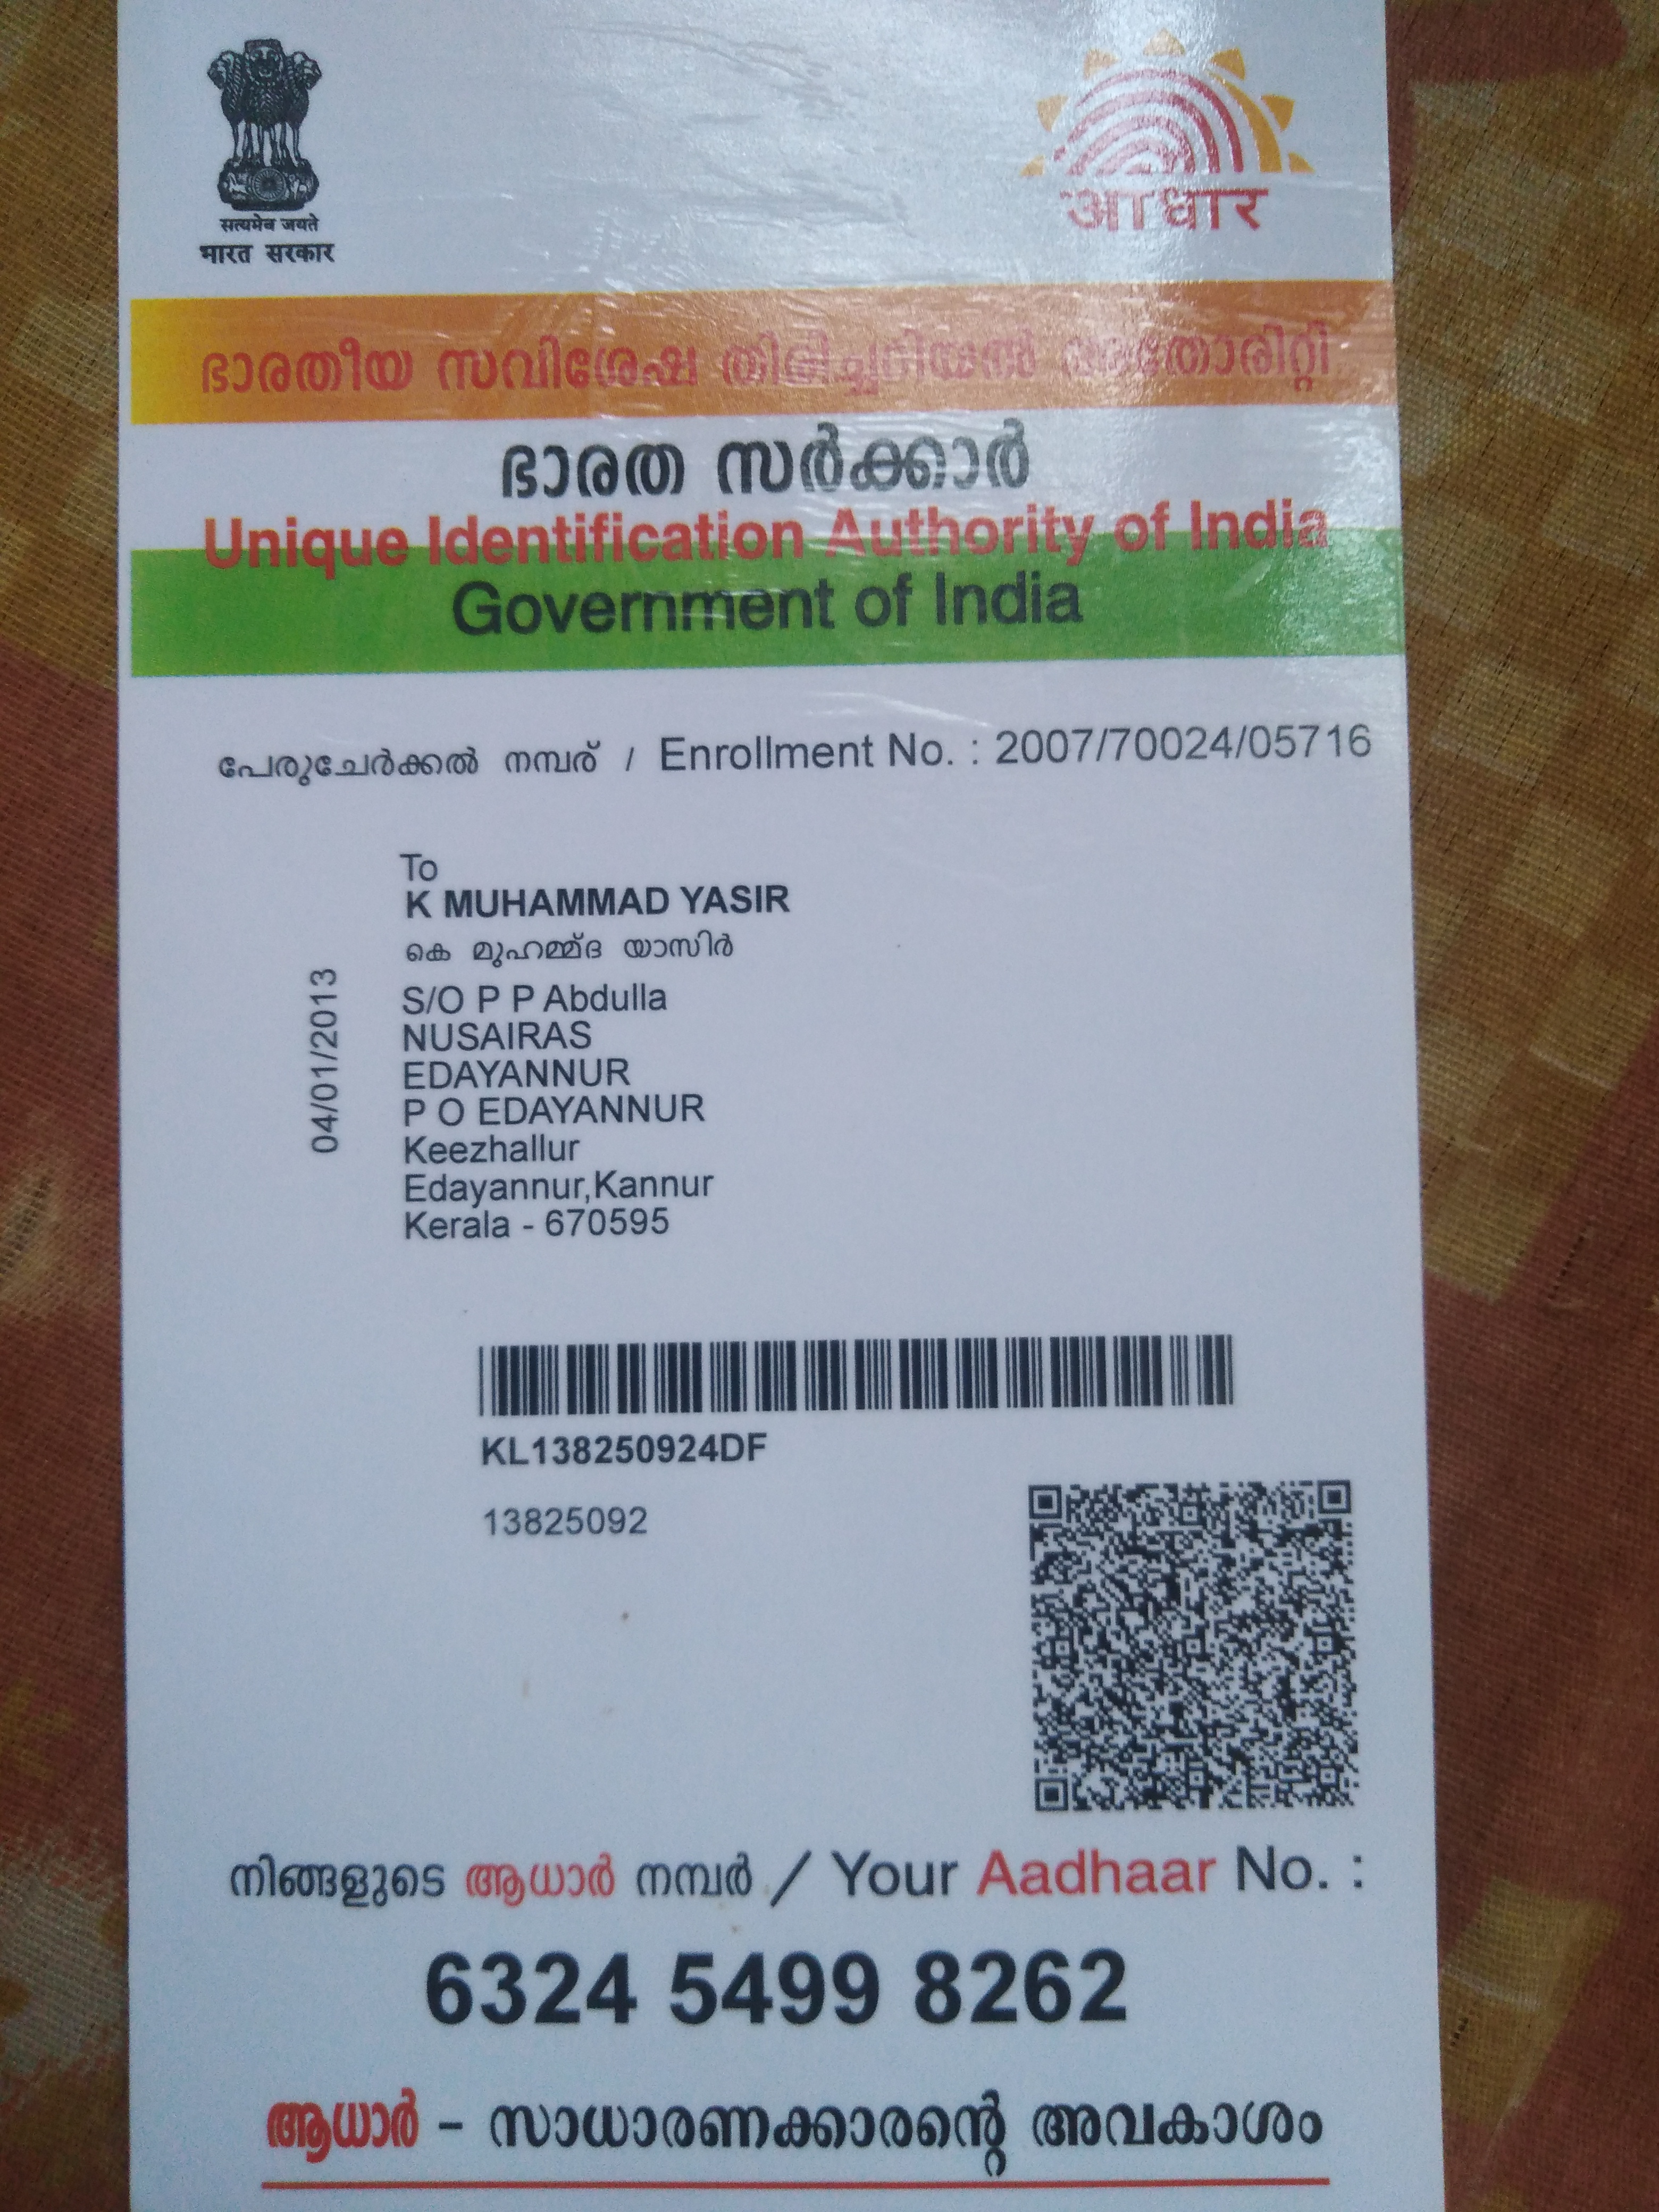 सत्यमेव जयते
भारत सरकार
आधार
ഭാരതീയ സവിശേഷ തിരിച്ചറിയൽ അതോരിറ്റി
ഭാരത സർക്കാർ
Unique Identification Authority of India
Government of India
പേരുചേർക്കൽ നമ്പര് / Enrollment No. : 2007/70024/05716
To
K MUHAMMAD YASIR
കെ മുഹമ്മ്ദ യാസിർ
S/O P P Abdulla
NUSAIRAS
EDAYANNUR
P O EDAYANNUR
Keezhallur
Edayannur,Kannur
Kerala - 670595
04/01/2013
KL138250924DF
13825092
നിങ്ങളുടെ ആധാർ നമ്പർ / Your Aadhaar No. :
6324 5499 8262
ആധാർ - സാധാരണക്കാരന്റെ അവകാശം